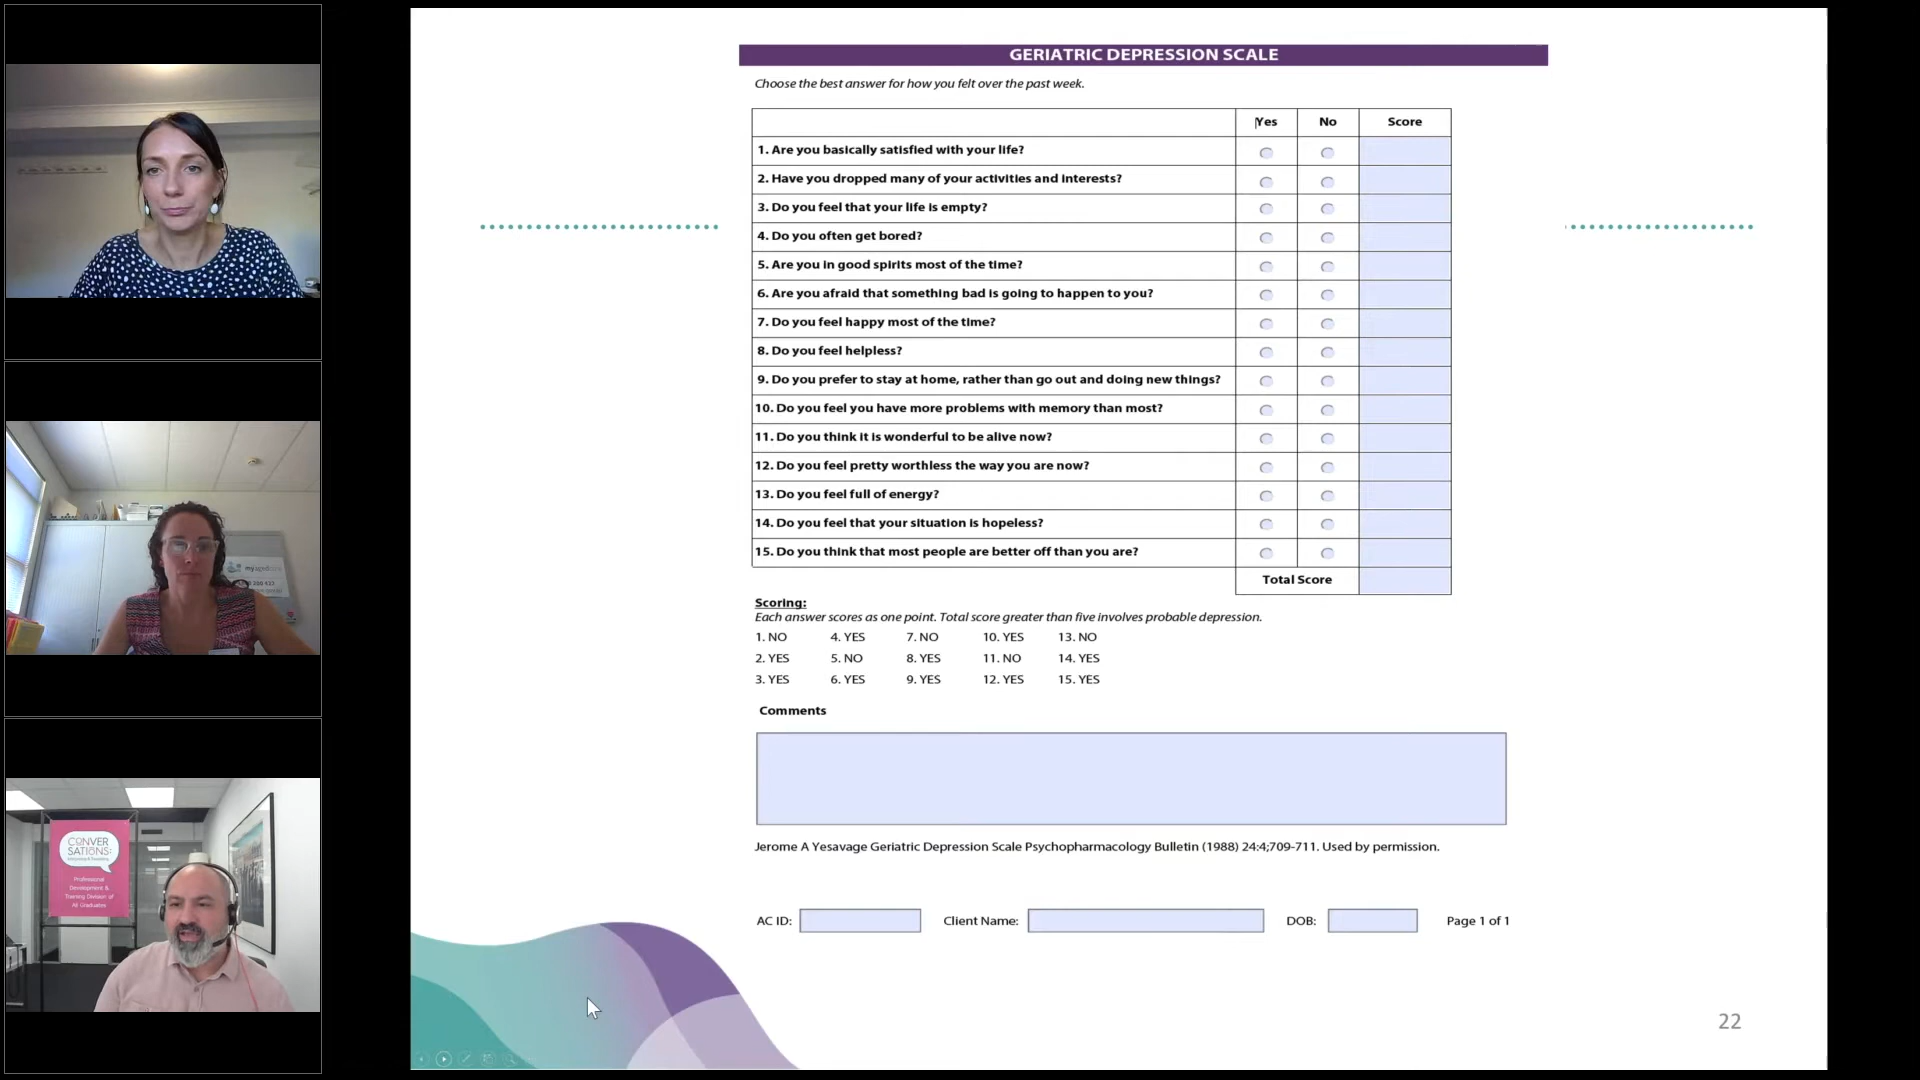 GERIATRIC DEPRESSION SCALE
Choose the best answer for how you felt over the past week.
Yes No Score
1. Are you basically satisfied with your life?
2. Have you dropped many of your activities and interests?
3. Do you feel that your life is empty?
4. Do you often get bored?
5. Are you in good spirits most of the time?
6. Are you afraid that something bad is going to happen to you?
7. Do you feel happy most of the time?
8. Do you feel helpless?
9. Do you prefer to stay at home, rather than go out and doing new things?
10. Do you feel you have more problems with memory than most?
11. Do you think it is wonderful to be alive now?
12. Do you feel pretty worthless the way you are now?
13. Do you feel full of energy?
14. Do you feel that your situation is hopeless?
15. Do you think that most people are better off than you are?
Total Score
Scoring:
Each answer scores as one point. Total score greater than five involves probable depression.
1. NO 4. YES 7. NO 10. YES 13. NO
2. YES 5. NO 8. YES 11. NO 14. YES
3. YES 6. YES 9. YES 12. YES 15. YES
Comments
Jerome A Yesavage Geriatric Depression Scale Psychopharmacology Bulletin (1988) 24:4;709-711. Used by permission.
AC ID: Client Name: DOB: Page 1 of 1
22
CONVER
SATIONS:
Professional
Development &
Training Division of
All Graduates